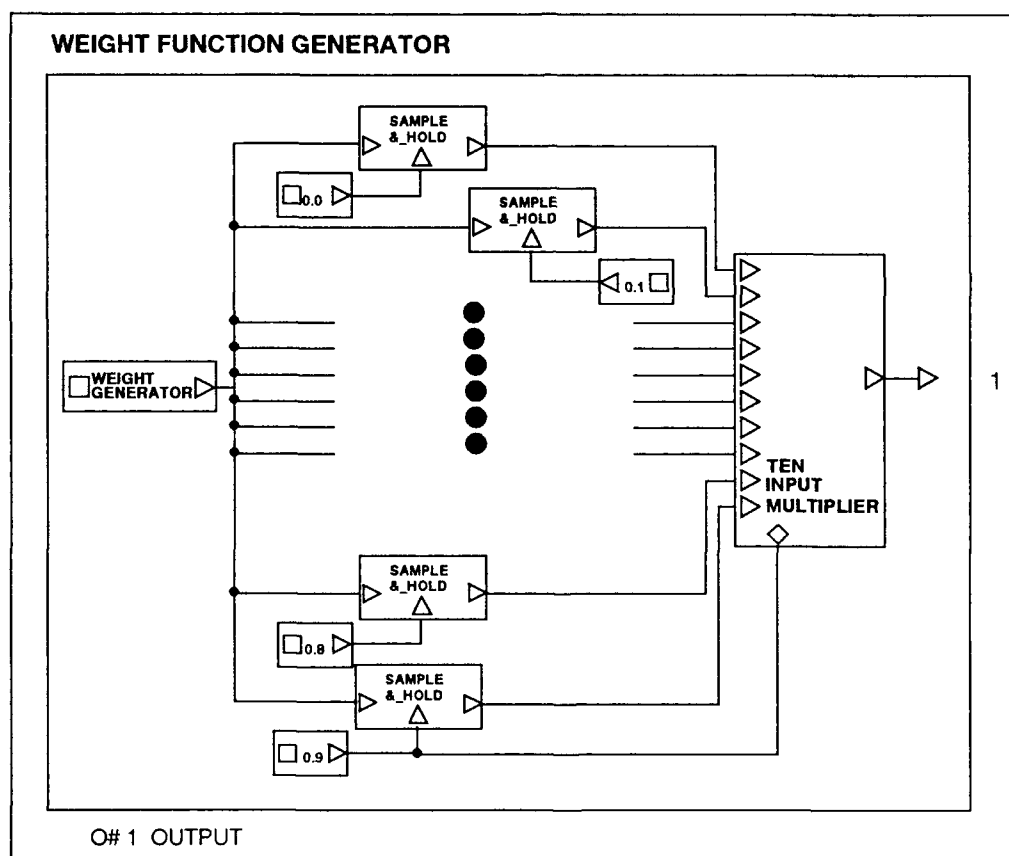 WEIGHT FUNCTION GENERATOR
SAMPLE
&_HOLD
0.0
SAMPLE
&_HOLD
0.1
WEIGHT
GENERATOR
1
TEN
INPUT
MULTIPLIER
SAMPLE
&_HOLD
0.8
SAMPLE
&_HOLD
0.9
O# 1 OUTPUT